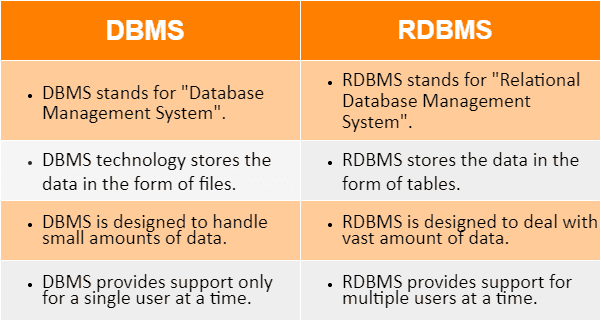 DBMS
RDBMS
• DBMS stands for "Database
Management System".
• RDBMS stands for "Relational
Database Management
System".
• DBMS technology stores the
data in the form of files.
• RDBMS stores the data in the
form of tables.
• DBMS is designed to handle
small amounts of data.
• RDBMS is designed to deal with
vast amount of data.
• DBMS provides support only
for a single user at a time.
• RDBMS provides support for
multiple users at a time.